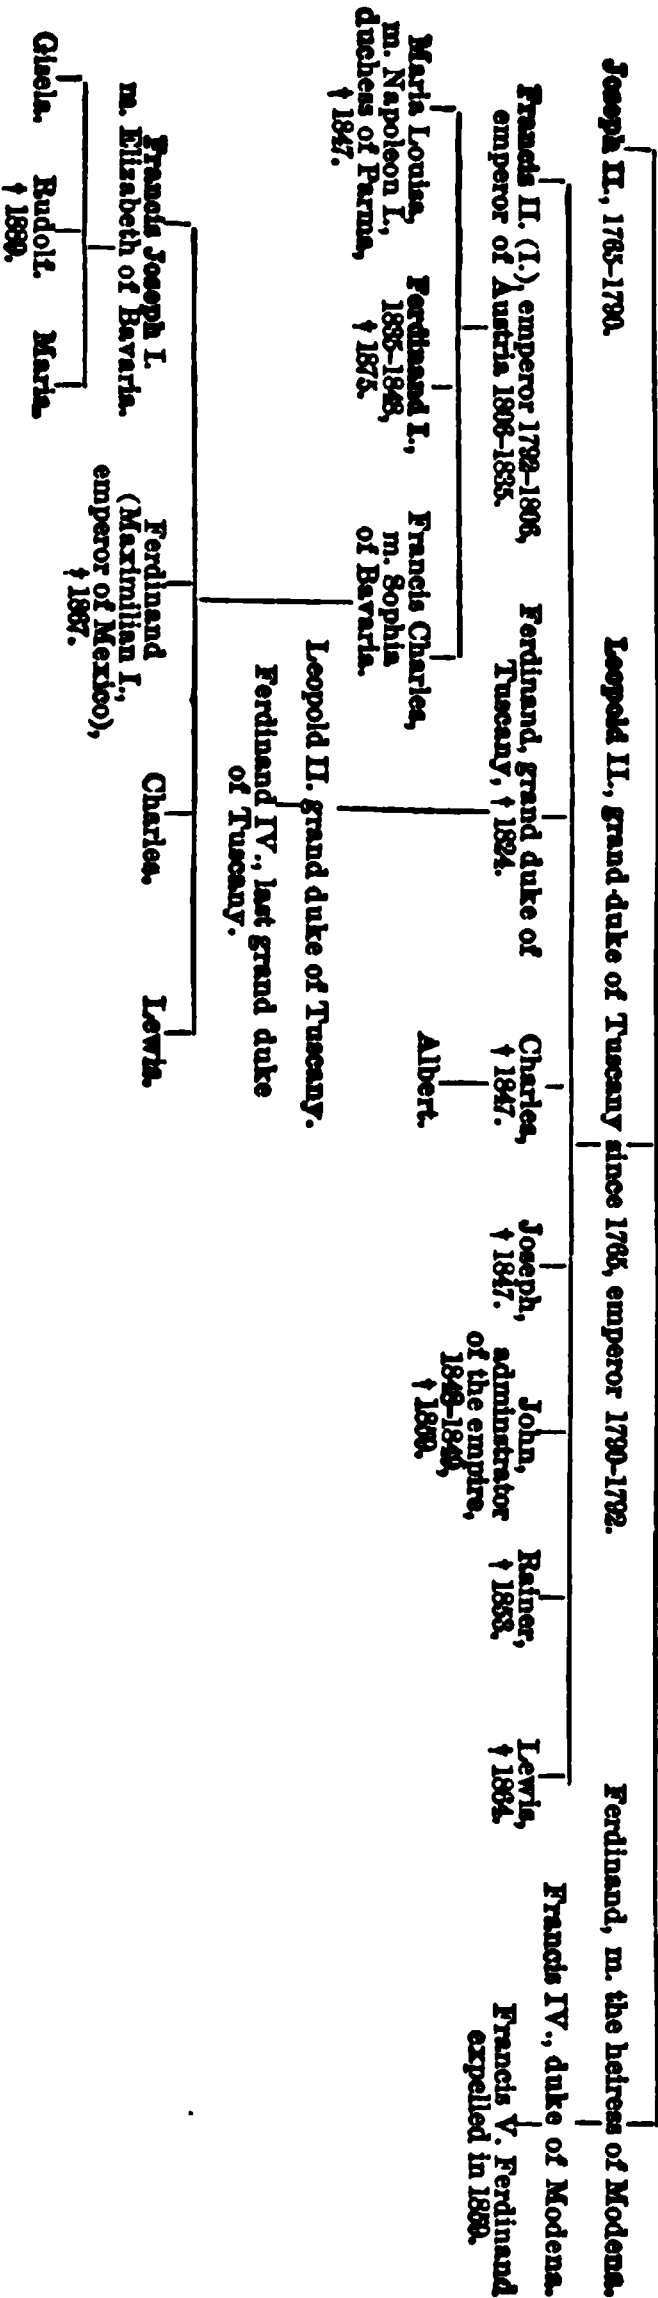 Joseph II., 1765-1790.
Leopold II., grand-duke of Tuscany since 1765, emperor 1790-1792.
Ferdinand, m. the heiress of Modena.
Francis IV., duke of Modena.
Francis V. Ferdinand
expelled in 1859.
Francis II. (I.), emperor 1792-1806,
emperor of Austria 1806-1835.
Ferdinand, grand duke of
Tuscany, † 1824.
Charles,
† 1847.
Joseph,
† 1847.
John,
adminstrator
of the empire,
1848-1849,
† 1859.
Rainer,
† 1853.
Lewis,
† 1864.
Albert.
Maria Louisa,
m. Napoleon I.,
duchess of Parma,
† 1847.
Ferdinand I.,
1835-1848,
† 1875.
Francis Charles,
m. Sophia
of Bavaria.
Leopold II. grand duke of Tuscany.
Ferdinand IV., last grand duke
of Tuscany.
Francis Joseph I.
m. Elizabeth of Bavaria.
Ferdinand
(Maximilian I.,
emperor of Mexico),
† 1867.
Charles.
Lewis.
Gisela.
Rudolf.
† 1889.
Maria.